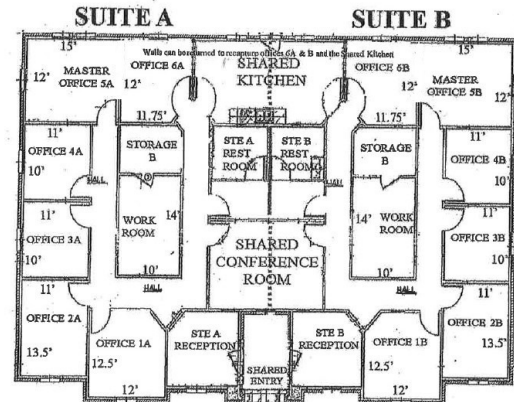 SUITE A
SUITE B
15'
Walls can be returned to recapture offices 6A & B and the Shared Kitchen
15'
12'
MASTER
OFFICE 5A
OFFICE 6A
12'
11.75'
SHARED
KITCHEN
OFFICE 6B
12'
11.75'
MASTER
OFFICE 5B
12'
11'
OFFICE 4A
10'
HALL
STORAGE
B
STE A
REST
ROOM
STE B
REST
ROOM
HALL
STORAGE
B
11'
OFFICE 4B
10'
11'
OFFICE 3A
10'
WORK
ROOM
14'
10'
HALL
SHARED
CONFERENCE
ROOM
14'
WORK
ROOM
10'
HALL
11'
OFFICE 3B
10'
11'
OFFICE 2A
13.5'
OFFICE 1A
12.5'
12'
STE A
RECEPTION
SHARED
ENTRY
STE B
RECEPTION
OFFICE 1B
12.5'
12'
11'
OFFICE 2B
13.5'